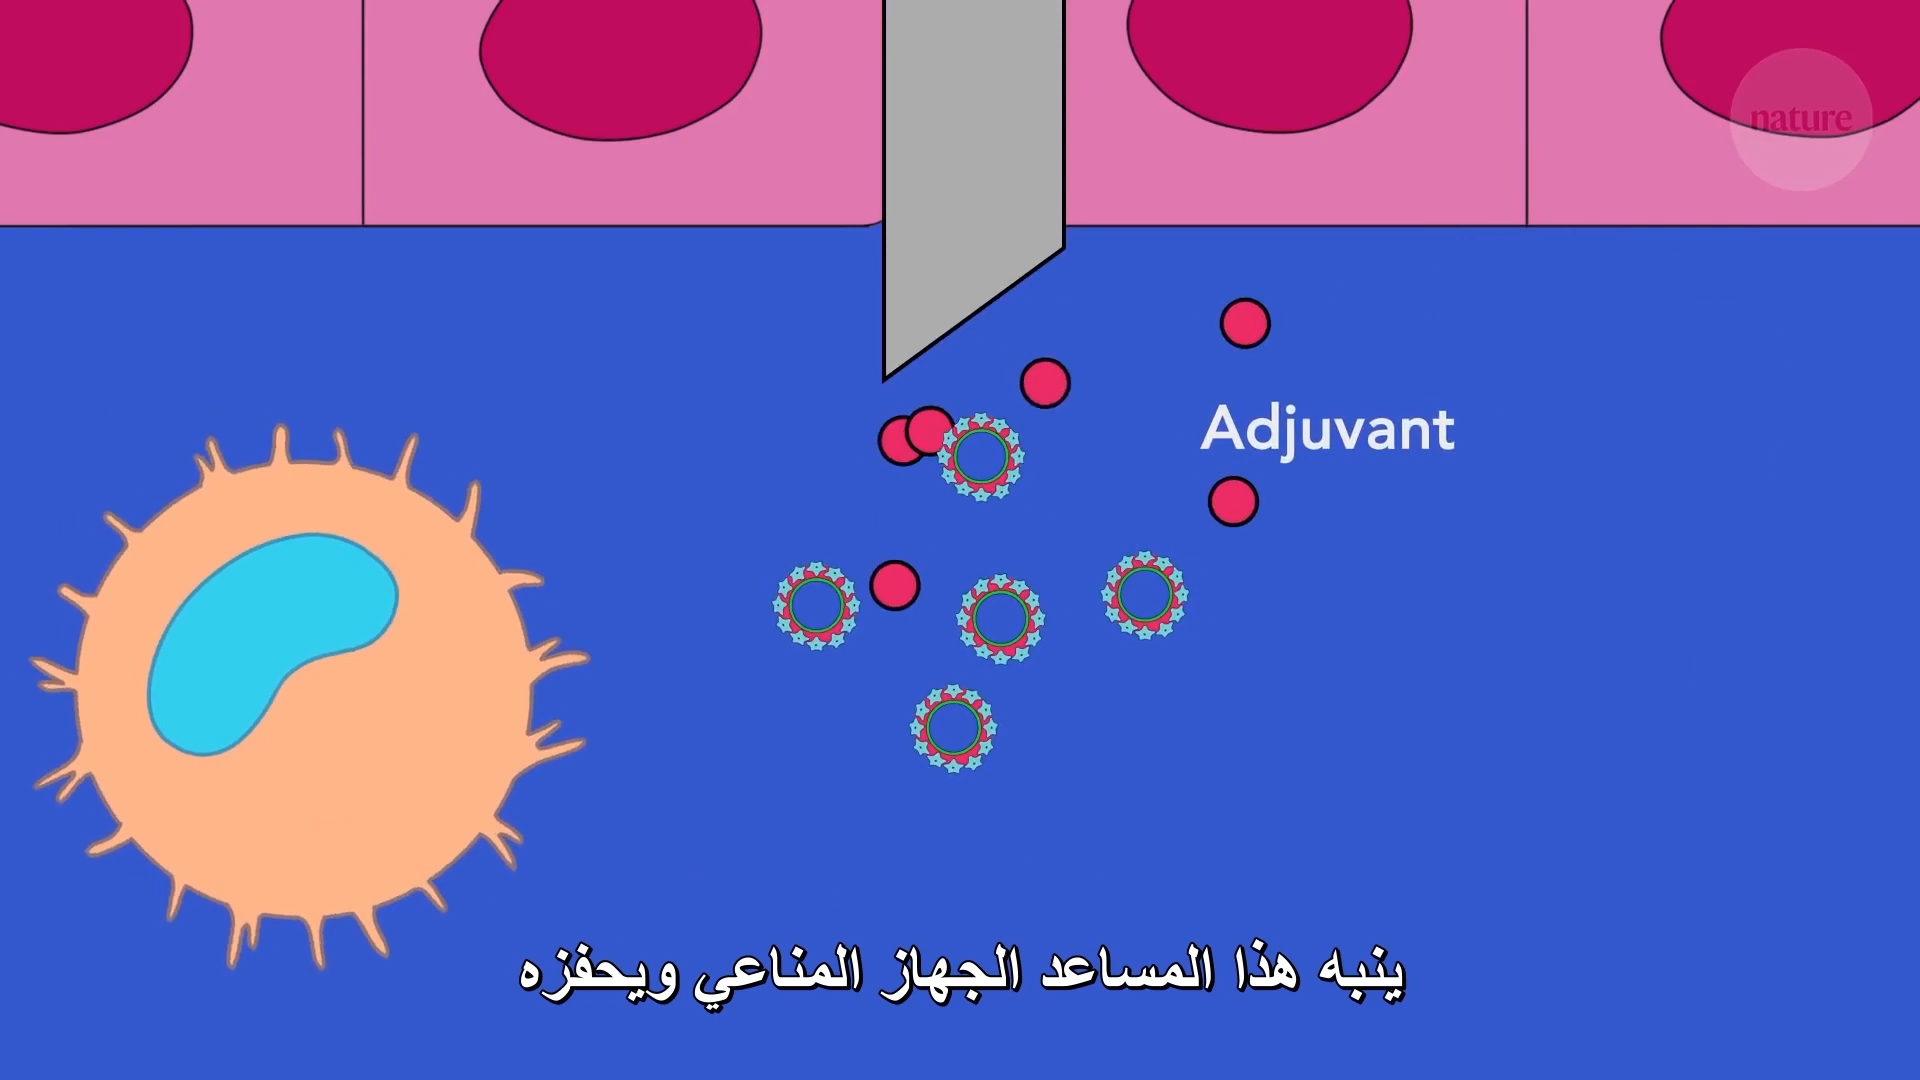 nature
Adjuvant
ينبه هذا المساعد الجهاز المناعي ويحفزه